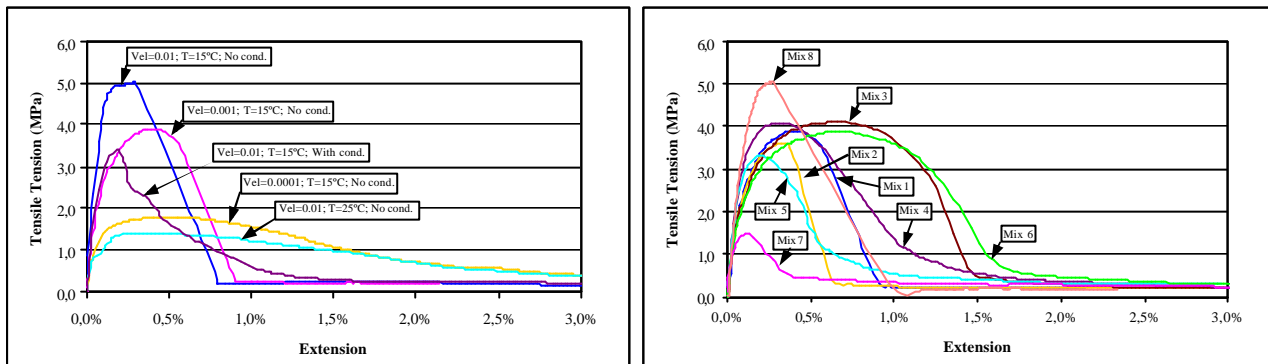 6,0
5,0
4,0
3,0
2,0
1,0
0,0
Tensile Tension (MPa)
Vel=0.01; T=15ºC; No cond.
Vel=0.001; T=15ºC; No cond.
Vel=0.01; T=15ºC; With cond.
Vel=0.0001; T=15ºC; No cond.
Vel=0.01; T=25ºC; No cond.
0,0% 0,5% 1,0% 1,5% 2,0% 2,5% 3,0%
Extension
6,0
5,0
4,0
3,0
2,0
1,0
0,0
Tensile Tension (MPa)
Mix 8
Mix 3
Mix 2
Mix 1
Mix 5
Mix 4
Mix 7
Mix 6
0,0% 0,5% 1,0% 1,5% 2,0% 2,5% 3,0%
Extension